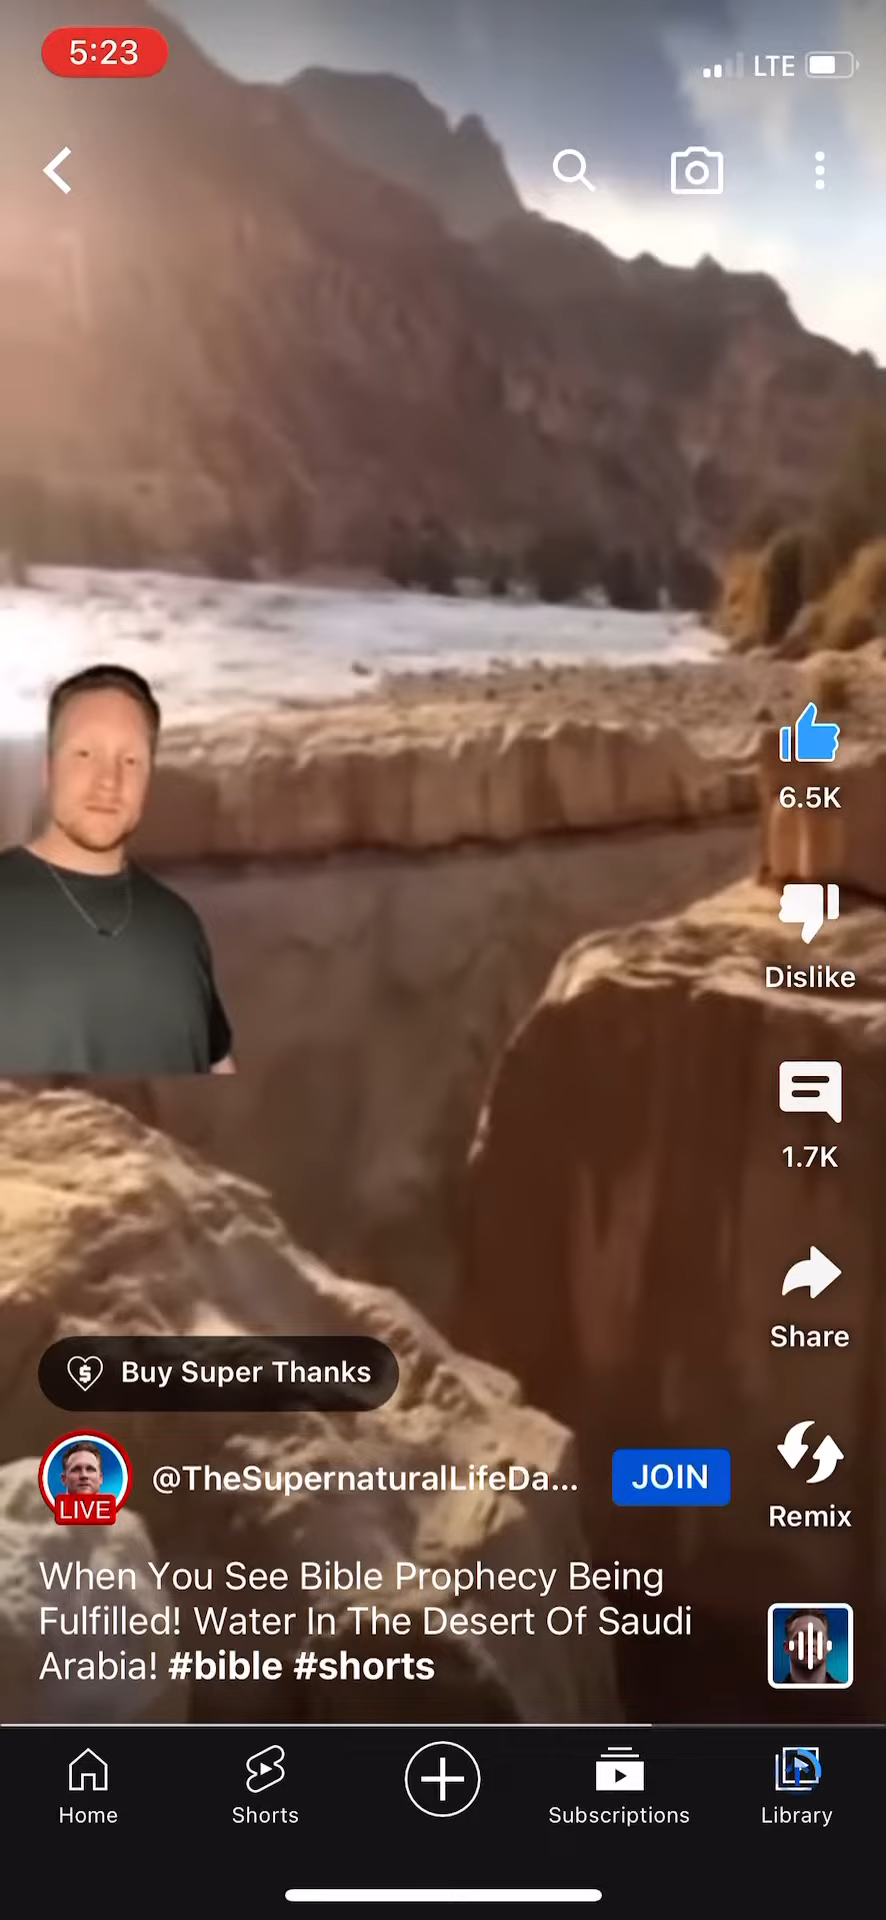 5:23
LTE
6.5K
Dislike
1.7K
Share
Buy Super Thanks
@TheSupernaturalLifeDa...
JOIN
LIVE
Remix
When You See Bible Prophecy Being
Fulfilled! Water In The Desert Of Saudi
Arabia! #bible #shorts
Home
Shorts
Subscriptions
Library